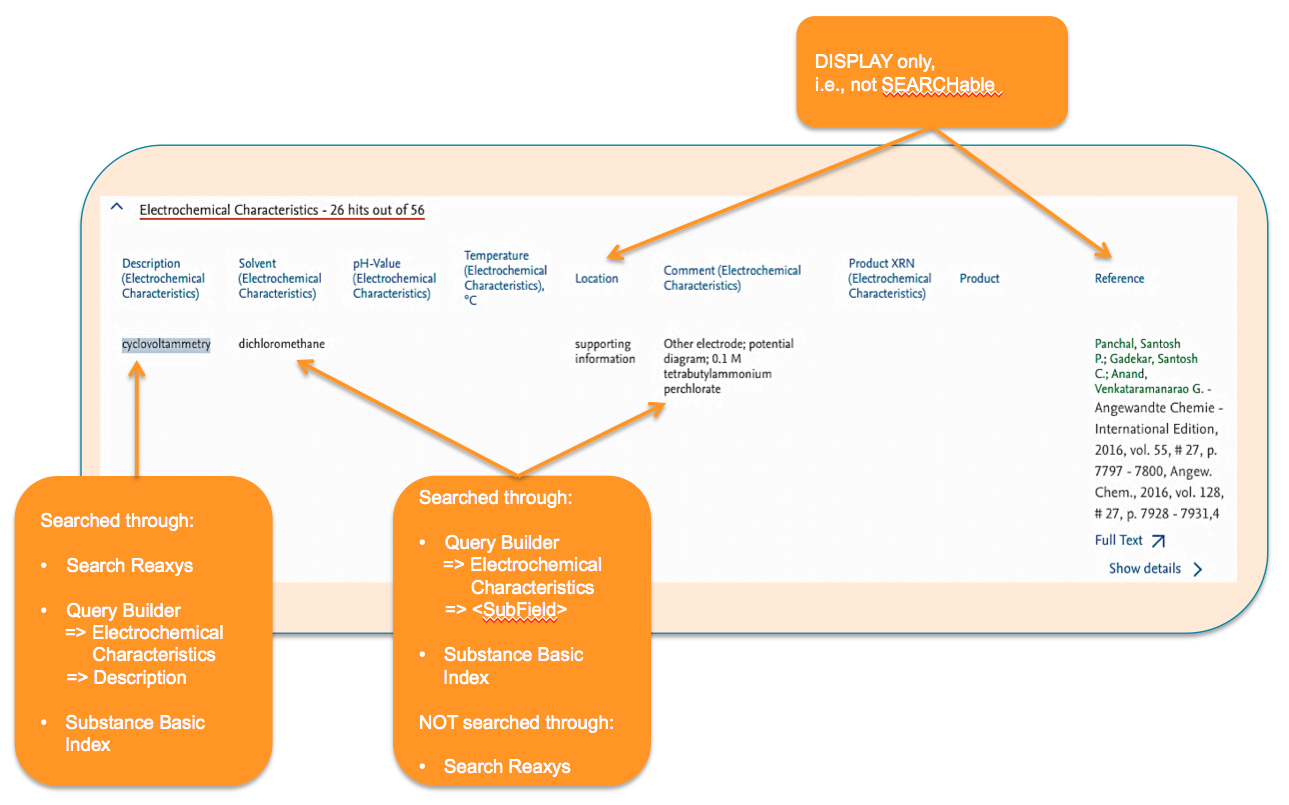 DISPLAY only,
i.e., not SEARCHable
Electrochemical Characteristics - 26 hits out of 56
Description
(Electrochemical
Characteristics)
Solvent
(Electrochemical
Characteristics)
pH-Value
(Electrochemical
Characteristics)
Temperature
(Electrochemical
Characteristics),
°C
Location
Comment (Electrochemical
Characteristics)
Product XRN
(Electrochemical
Characteristics)
Product
Reference
cyclovoltammetry
dichloromethane
supporting
information
Other electrode; potential
diagram; 0.1 M
tetrabutylammonium
perchlorate
Panchal, Santosh
P.; Gadekar, Santosh
C.; Anand,
Venkataramanarao G. -
Angewandte Chemie -
International Edition,
2016, vol. 55, # 27, p.
7797 - 7800, Angew.
Chem., 2016, vol. 128,
# 27, p. 7928 - 7931,4
Full Text
Show details
Searched through:
• Search Reaxys
• Query Builder
=> Electrochemical
Characteristics
=> Description
• Substance Basic
Index
Searched through:
• Query Builder
=> Electrochemical
Characteristics
=> <SubField>
• Substance Basic
Index
NOT searched through:
• Search Reaxys